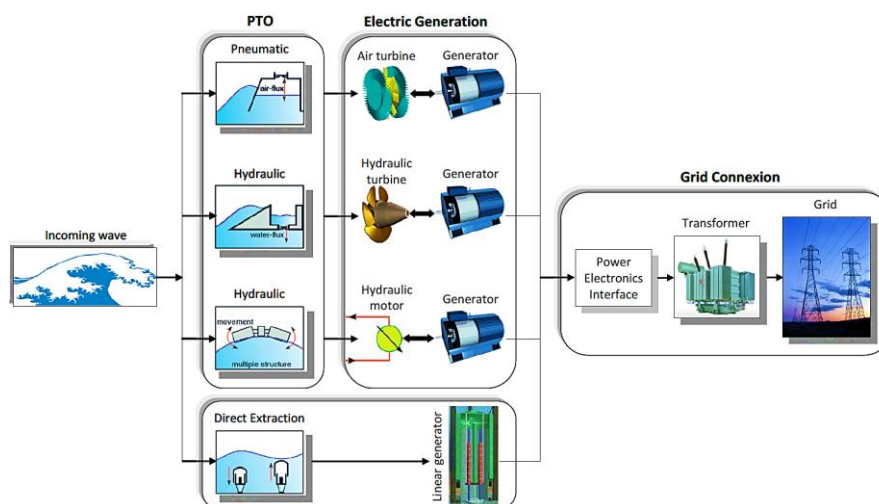 PTO
Electric Generation
Pneumatic
air-flux
Air turbine
Generator
Hydraulic
water-flux
Hydraulic
turbine
Generator
Incoming wave
Hydraulic
movement
multiple structure
Hydraulic
motor
Generator
Direct Extraction
Linear generator
Grid Connexion
Power
Electronics
Interface
Transformer
Grid